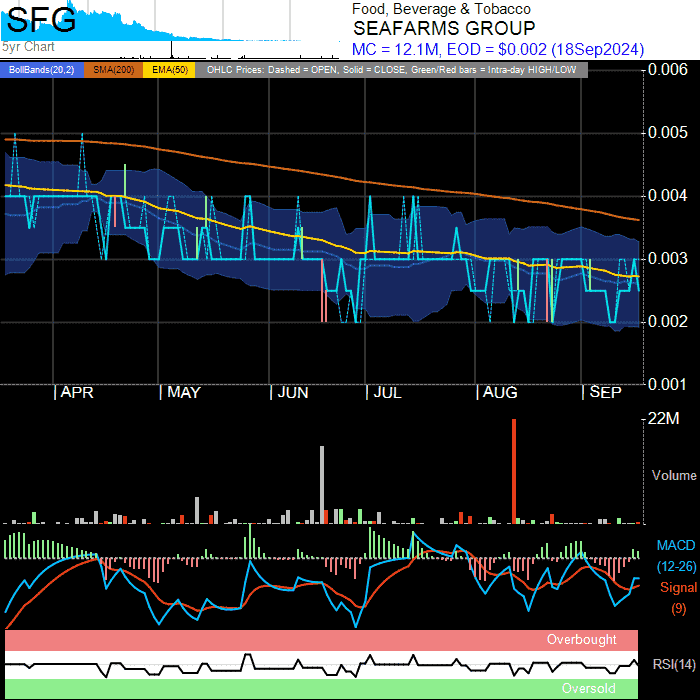 SFG
5yr Chart
Food, Beverage & Tobacco
SEAFARMS GROUP
MC = 12.1M, EOD = $0.002 (18Sep2024)
BollBands(20,2) SMA(200) EMA(50) OHLC Prices: Dashed = OPEN, Solid = CLOSE, Green/Red bars = Intra-day HIGH/LOW
0.006
0.005
0.004
0.003
0.002
0.001
APR MAY JUN JUL AUG SEP
22M
Volume
MACD
(12-26)
Signal
(9)
Overbought
RSI(14)
Oversold